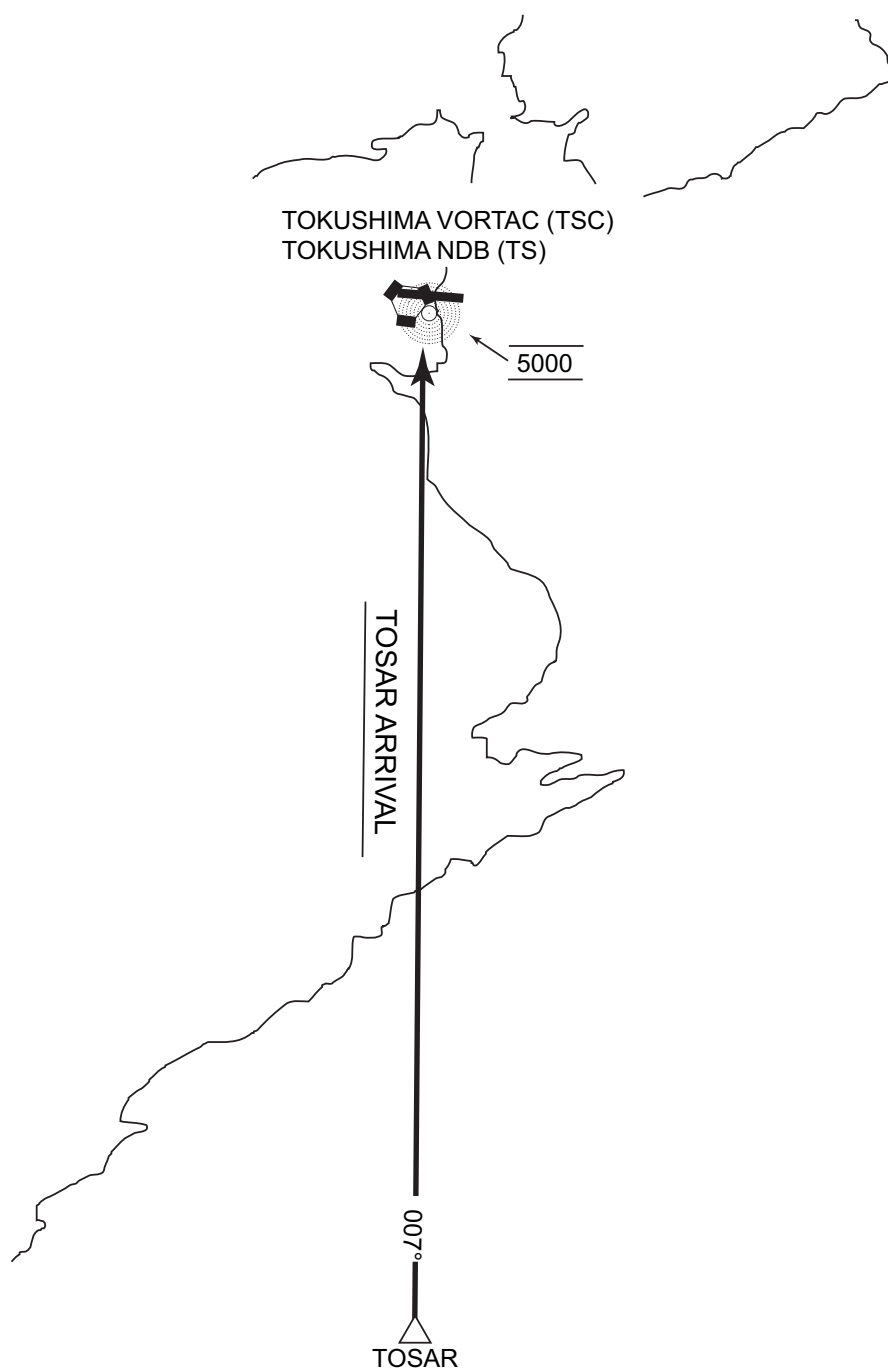 TOKUSHIMA VORTAC (TSC)
TOKUSHIMA NDB (TS)
5000
TOSAR ARRIVAL
007°
TOSAR